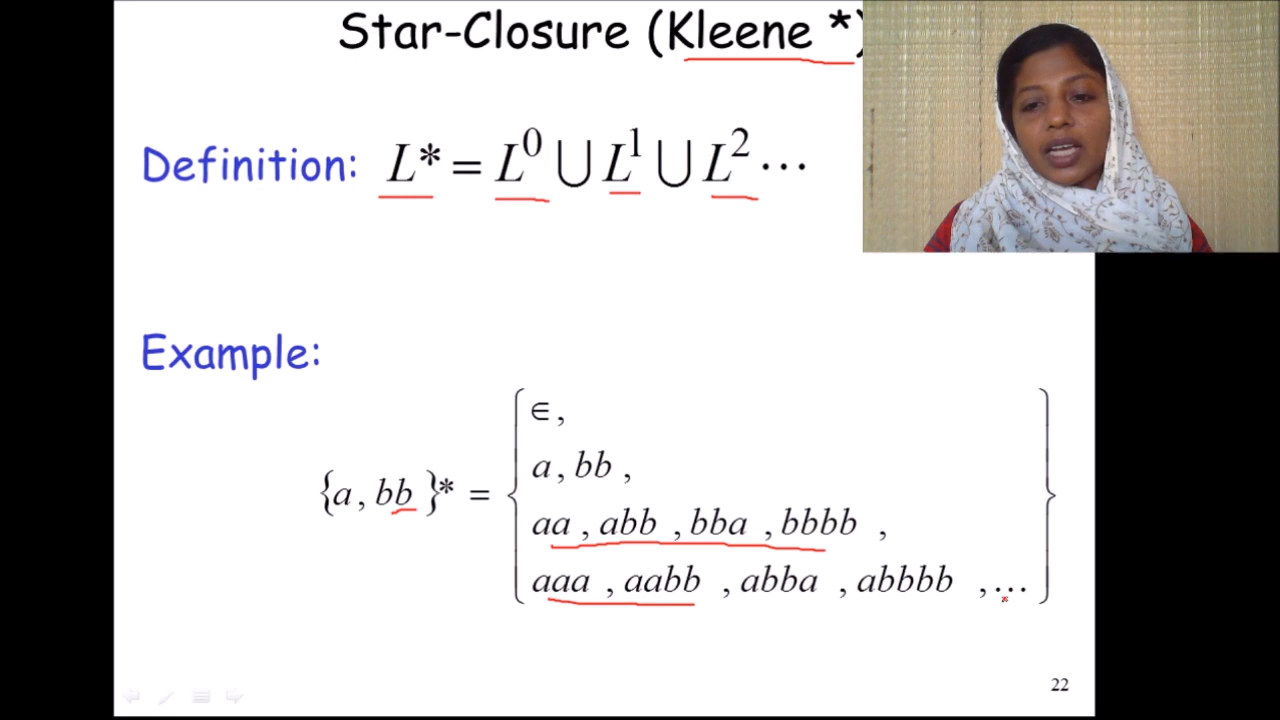 Star-Closure (Kleene *)
Definition: L* = L⁰ ⋃ L¹ ⋃ L² ⋯
Example:
{a, bb}* = {
∈,
a, bb,
aa, abb, bba, bbbb,
aaa, aabb, abba, abbbb, …
}
22